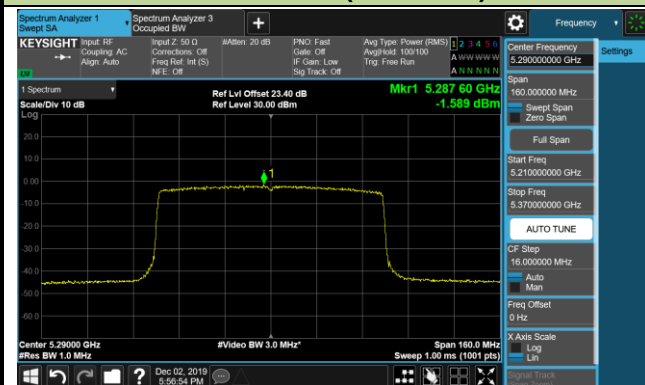 Spectrum Analyzer 1
Swept SA
Spectrum Analyzer 3
Occupied BW
Frequency
KEYSIGHT
Input: RF
Coupling: AC
Align: Auto
Input Z: 50 Ω
Corrections: Off
Freq Ref: Int (S)
NFE: Off
#Atten: 20 dB
PNO: Fast
Gate: Off
IF Gain: Low
Sig Track: Off
Avg Type: Power (RMS)
Avg|Hold: 100/100
Trig: Free Run
1 2 3 4 5 6
A W W W W W
A N N N N N
LXI
Center Frequency
5.290000000 GHz
Settings
Span
160.000000 MHz
Swept Span
Zero Span
Full Span
Start Freq
5.210000000 GHz
Stop Freq
5.370000000 GHz
AUTO TUNE
CF Step
16.000000 MHz
Auto
Man
Freq Offset
0 Hz
X Axis Scale
Log
Lin
Signal Track
1 Spectrum
Scale/Div 10 dB
Log
Ref Lvl Offset 23.40 dB
Ref Level 30.00 dBm
Mkr1 5.287 60 GHz
-1.589 dBm
1
20.0
10.0
0.00
-10.0
-20.0
-30.0
-40.0
-50.0
-60.0
Center 5.29000 GHz
#Res BW 1.0 MHz
#Video BW 3.0 MHz*
Span 160.0 MHz
Sweep 1.00 ms (1001 pts)
Dec 02, 2019
5:56:54 PM